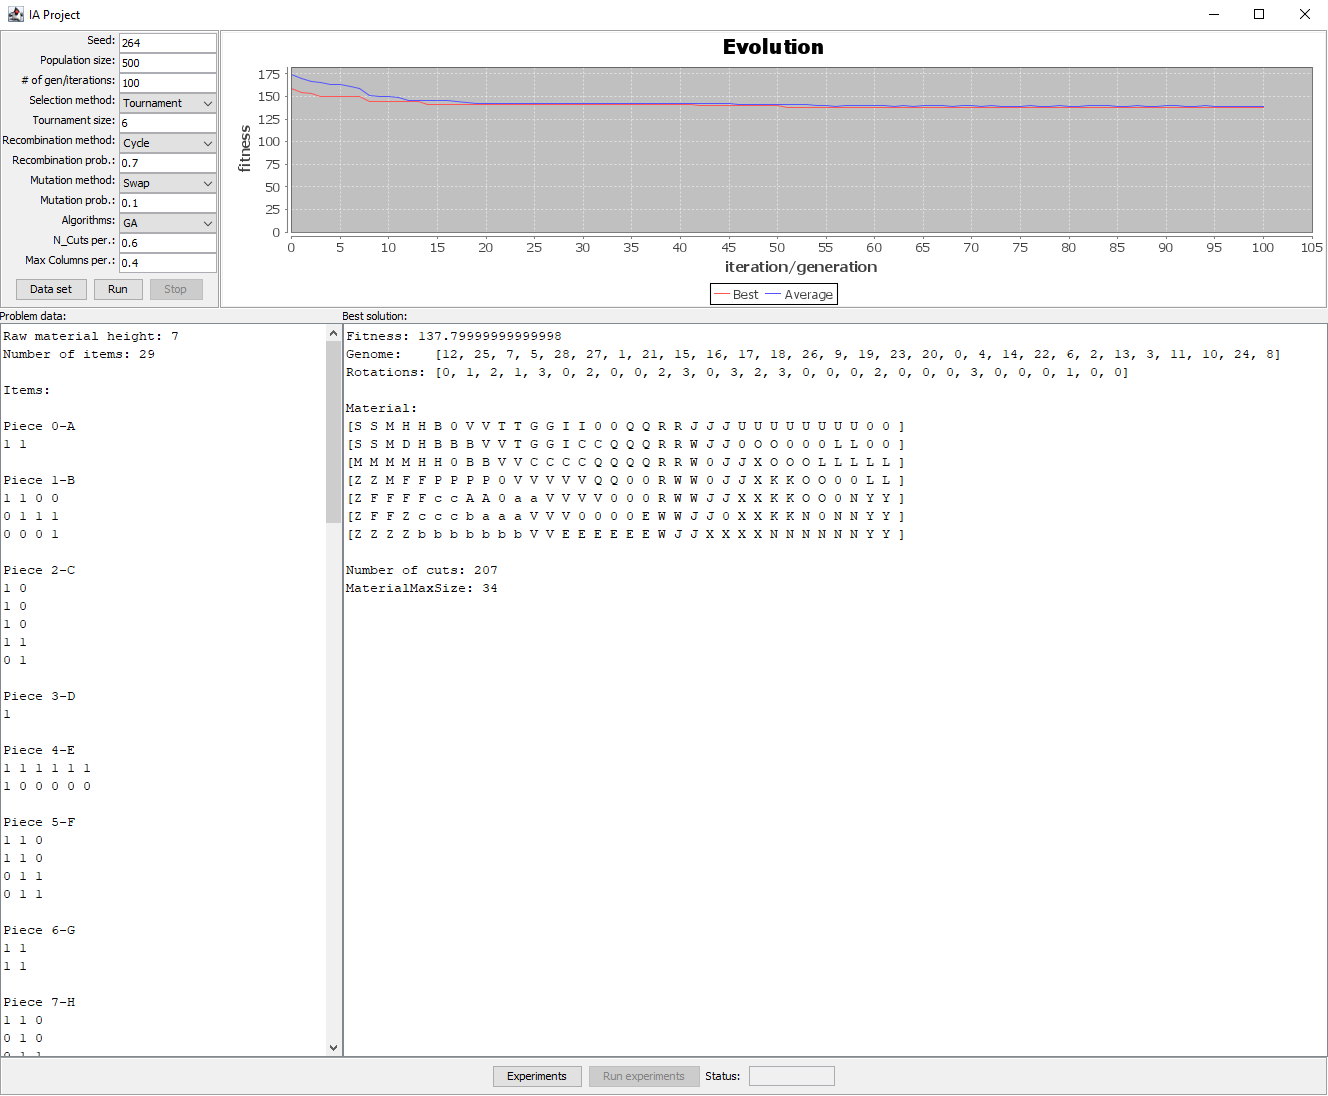 IA Project
Seed: 264
Population size: 500
# of gen/iterations: 100
Selection method: Tournament
Tournament size: 6
Recombination method: Cycle
Recombination prob.: 0.7
Mutation method: Swap
Mutation prob.: 0.1
Algorithms: GA
N_Cuts per.: 0.6
Max Columns per.: 0.4
Data set Run Stop
Evolution
fitness
175
150
125
100
75
50
25
0
0 5 10 15 20 25 30 35 40 45 50 55 60 65 70 75 80 85 90 95 100 105
iteration/generation
Best Average
Problem data:
Raw material height: 7
Number of items: 29
Items:
Piece 0-A
1 1
Piece 1-B
1 1 0 0
0 1 1 1
0 0 0 1
Piece 2-C
1 0
1 0
1 0
1 1
0 1
Piece 3-D
1
Piece 4-E
1 1 1 1 1 1
1 0 0 0 0 0
Piece 5-F
1 1 0
1 1 0
0 1 1
0 1 1
Piece 6-G
1 1
1 1
Piece 7-H
1 1 0
0 1 0
0 1 1
Best solution:
Fitness: 137.79999999999998
Genome: [12, 25, 7, 5, 28, 27, 1, 21, 15, 16, 17, 18, 26, 9, 19, 23, 20, 0, 4, 14, 22, 6, 2, 13, 3, 11, 10, 24, 8]
Rotations: [0, 1, 2, 1, 3, 0, 2, 0, 0, 2, 3, 0, 3, 2, 3, 0, 0, 0, 2, 0, 0, 0, 3, 0, 0, 0, 1, 0, 0]
Material:
[S S M H H B 0 V V T T G G I I 0 0 Q Q R R J J J U U U U U U U U 0 0 ]
[S S M D H B B B V V T G G I C C Q Q Q R R W J J 0 O O 0 0 0 L L 0 0 ]
[M M M M H H 0 B B V V C C C C Q Q Q Q R R W 0 J J X O O O L L L L L ]
[Z Z M F F P P P P 0 V V V V V Q Q 0 0 R W W 0 J J X K K O O 0 0 L L ]
[Z F F F F c c A A 0 a a V V V V 0 0 0 R W W J J X X K K O O 0 N Y Y ]
[Z F F Z c c c b a a a V V V 0 0 0 0 E W W J J 0 X X K K N 0 N N Y Y ]
[Z Z Z Z b b b b b b b V V E E E E E E W J J X X X X N N N N N N Y Y ]
Number of cuts: 207
MaterialMaxSize: 34
Experiments Run experiments Status: